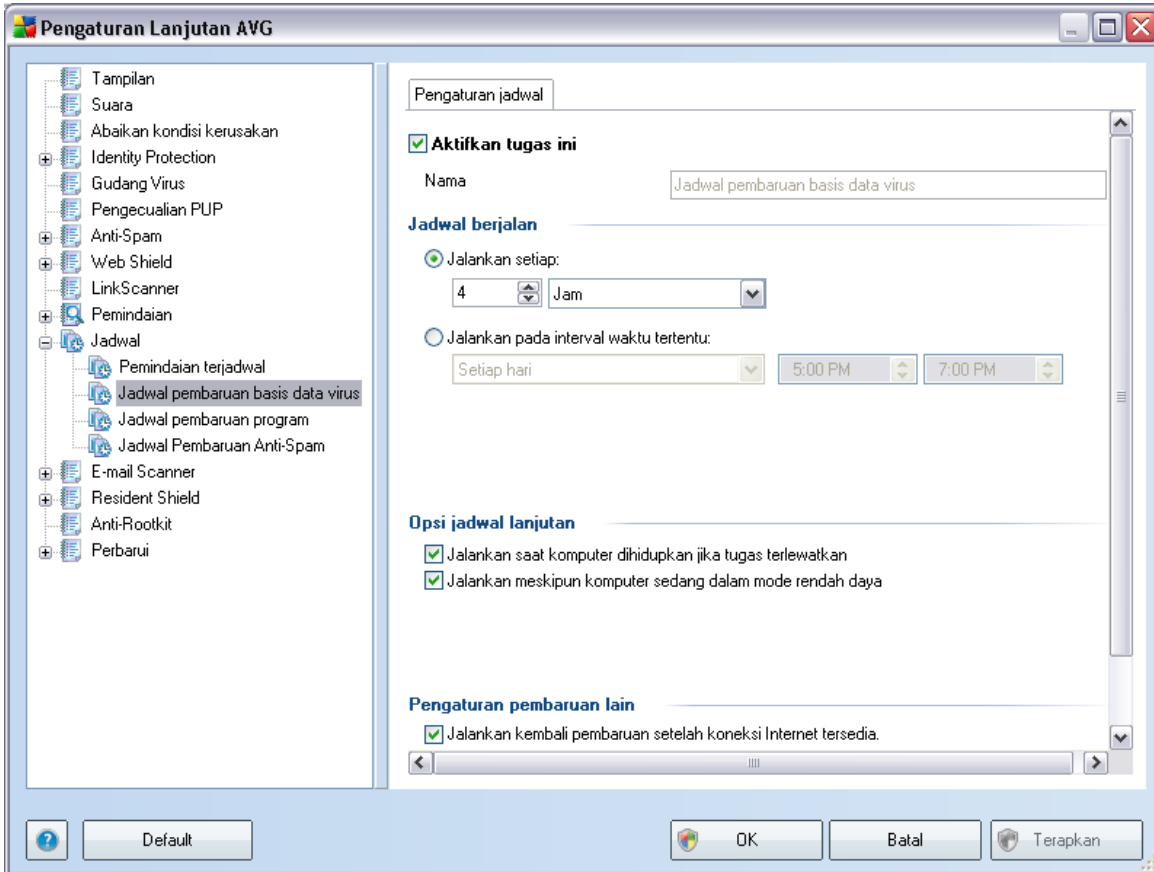 Pengaturan Lanjutan AVG
Tampilan
Suara
Abaikan kondisi kerusakan
Identity Protection
Gudang Virus
Pengecualian PUP
Anti-Spam
Web Shield
LinkScanner
Pemindaian
Jadwal
Pemindaian terjadwal
Jadwal pembaruan basis data virus
Jadwal pembaruan program
Jadwal Pembaruan Anti-Spam
E-mail Scanner
Resident Shield
Anti-Rootkit
Perbarui
Pengaturan jadwal
Aktifkan tugas ini
Nama Jadwal pembaruan basis data virus
Jadwal berjalan
Jalankan setiap:
4 Jam
Jalankan pada interval waktu tertentu:
Setiap hari 5:00 PM 7:00 PM
Opsi jadwal lanjutan
Jalankan saat komputer dihidupkan jika tugas terlewatkan
Jalankan meskipun komputer sedang dalam mode rendah daya
Pengaturan pembaruan lain
Jalankan kembali pembaruan setelah koneksi Internet tersedia.
? Default OK Batal Terapkan